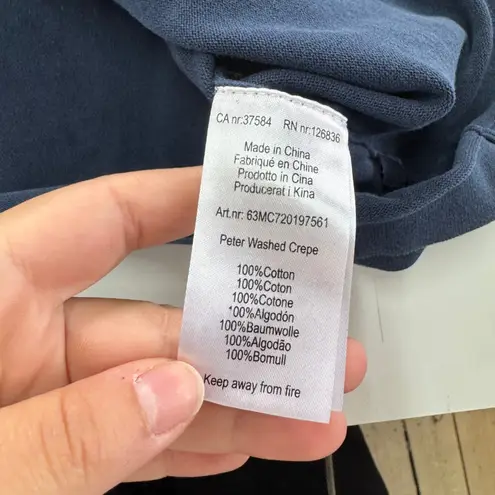 CA nr:37584 RN nr:126836
Made in China
Fabriqué en Chine
Prodotto in Cina
Producerat i Kina
Art.nr: 63MC720197561
Peter Washed Crepe
100%Cotton
100%Coton
100%Cotone
*100%Algodón
100%Baumwolle
100%Algodão
100%Bomull
Keep away from fire